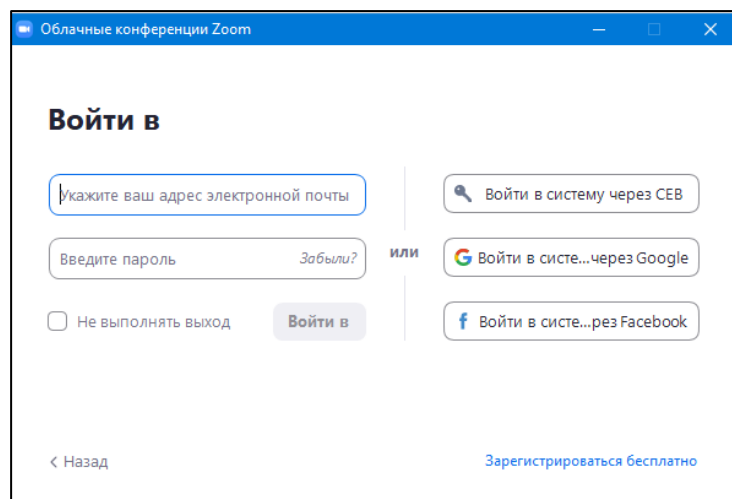 Облачные конференции Zoom
Войти в
Укажите ваш адрес электронной почты
Введите пароль
Забыли?
Не выполнять выход
Войти в
или
Войти в систему через СЕВ
Войти в систе...через Google
Войти в систе...рез Facebook
Назад
Зарегистрироваться бесплатно